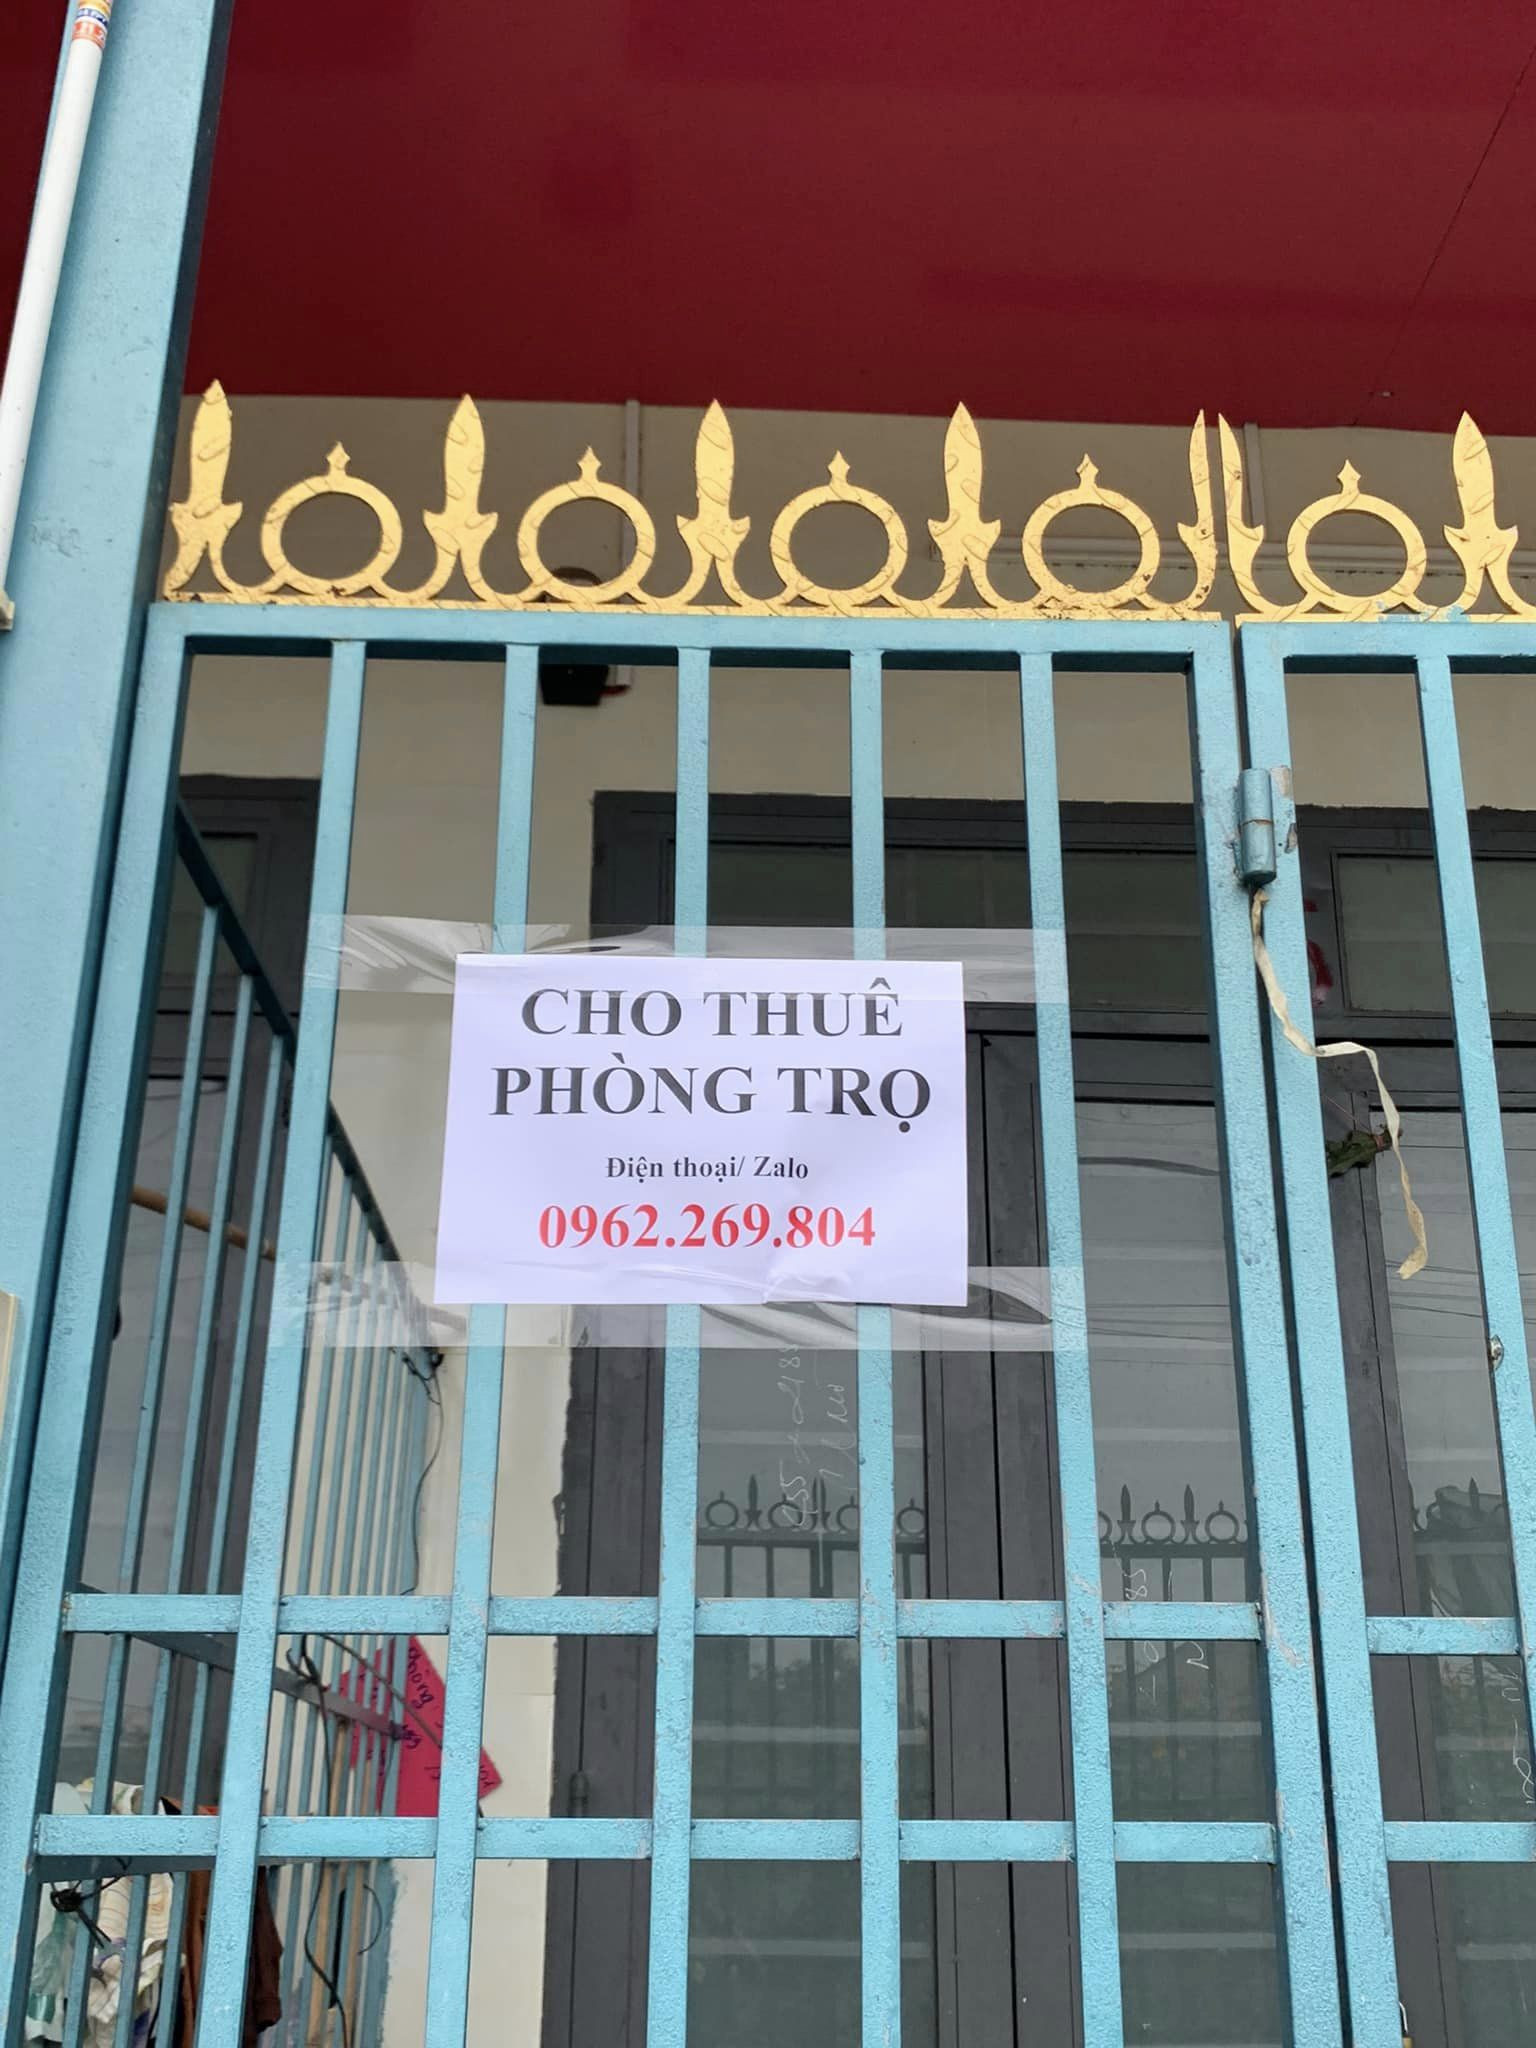 CHO THUÊ
PHÒNG TRỌ
Điện thoại/ Zalo
0962.269.804